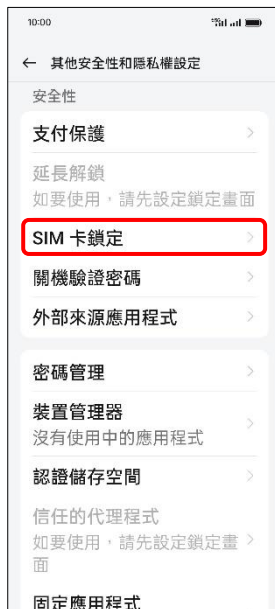 10:00
← 其他安全性和隱私權設定
安全性
支付保護
延長解鎖
如要使用，請先設定鎖定畫面
SIM 卡鎖定
關機驗證密碼
外部來源應用程式
密碼管理
裝置管理器
沒有使用中的應用程式
認證儲存空間
信任的代理程式
如要使用，請先設定鎖定畫
面
固定應用程式